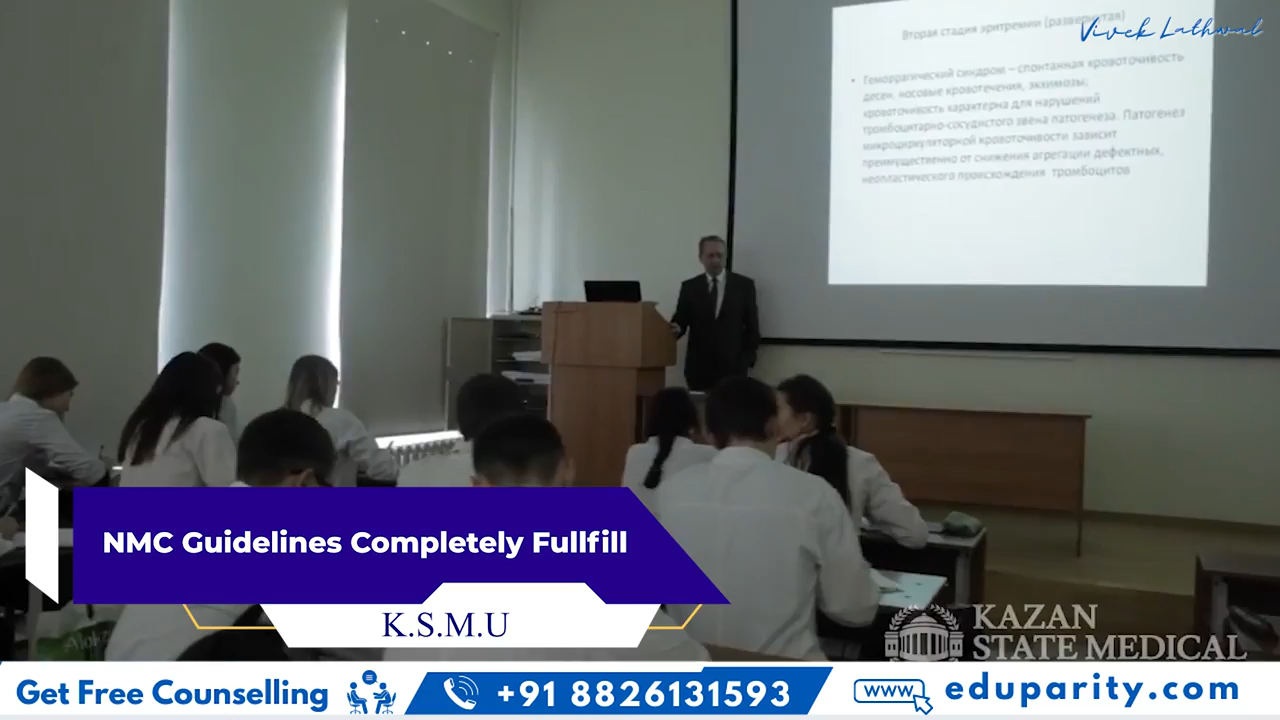 Вторая стадия эритремии (развернутая)
Vivek Lathwal
• Геморрагический синдром – спонтанная кровоточивость
десен, носовые кровотечения, экхимозы;
кровоточивость характерна для нарушений
тромбоцитарно-сосудистого звена патогенеза. Патогенез
микроциркуляторной кровоточивости зависит
преимущественно от снижения агрегации дефектных,
неопластического происхождения тромбоцитов
NMC Guidelines Completely Fullfill
K.S.M.U
KAZAN
STATE MEDICAL
Get Free Counselling
+91 8826131593
www
eduparity.com